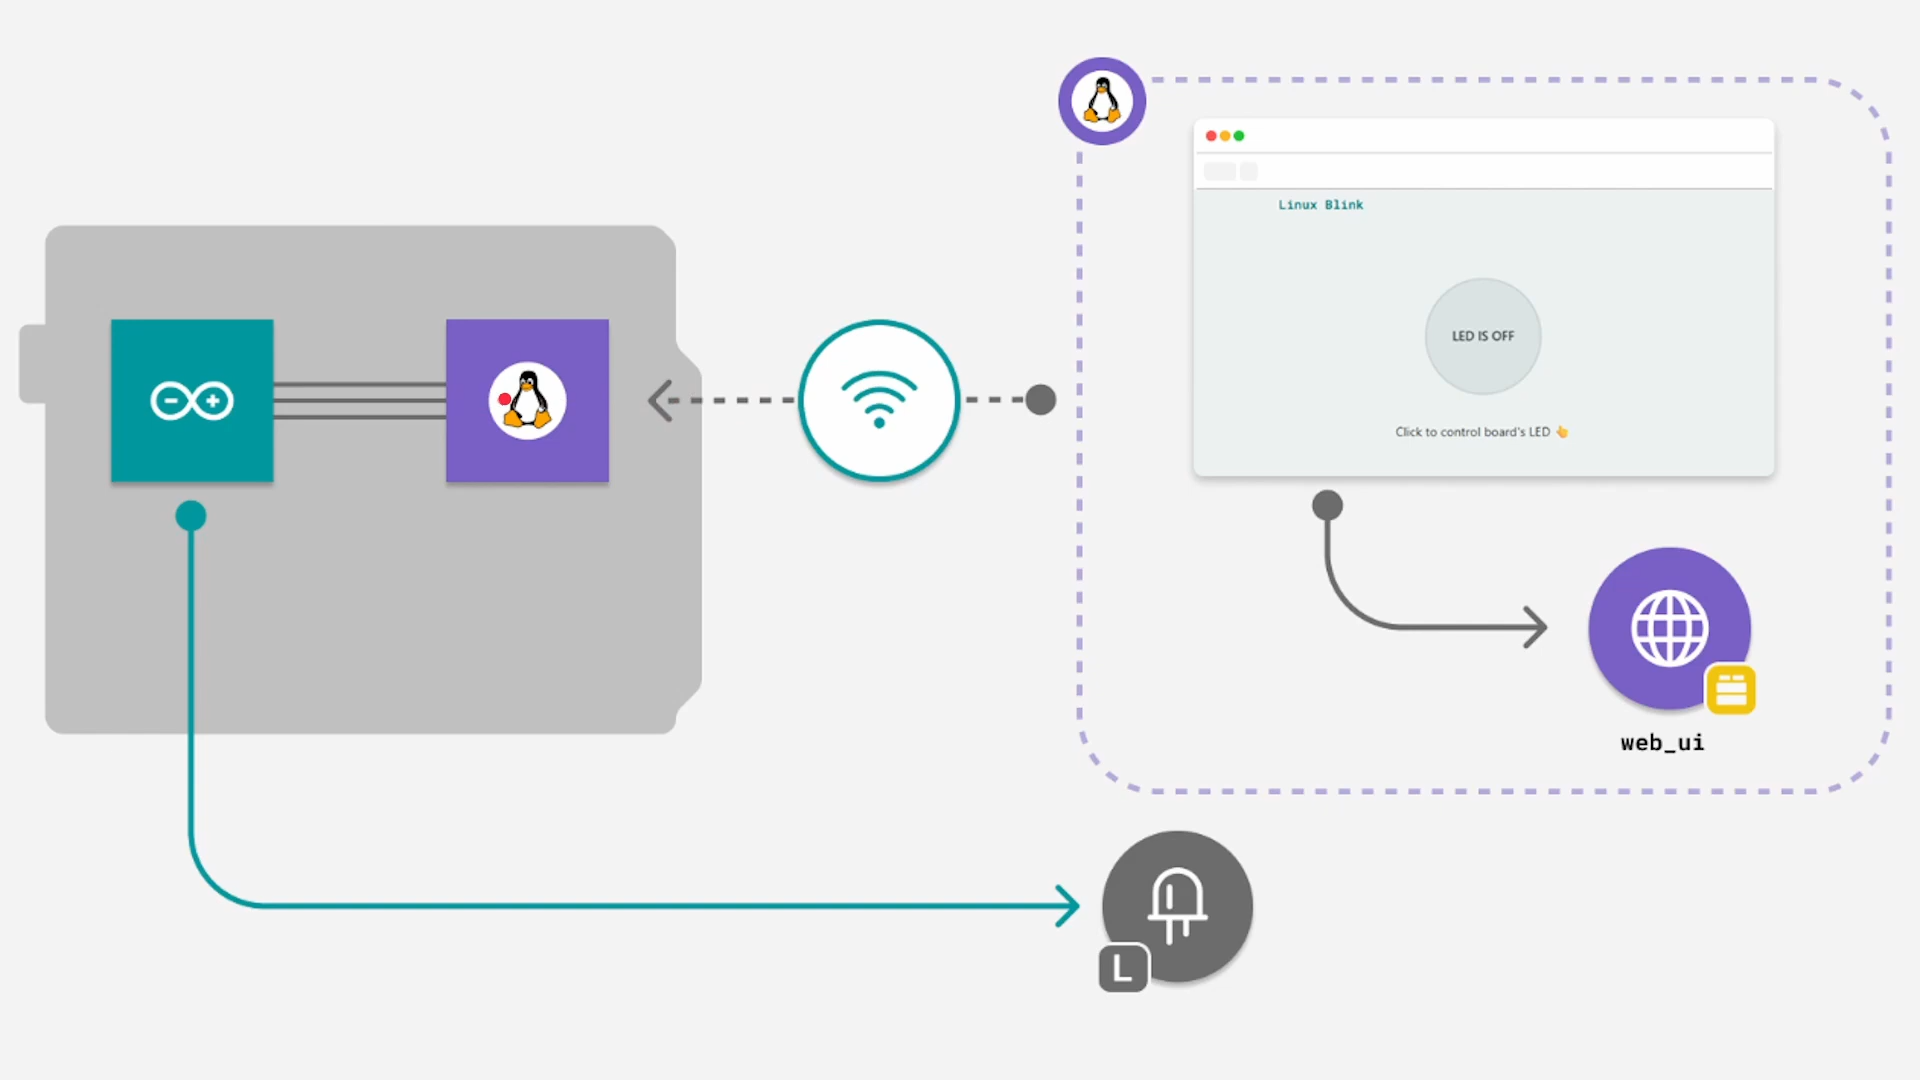 Linux Blink
LED IS OFF
Click to control board's LED 👆
web_ui
L